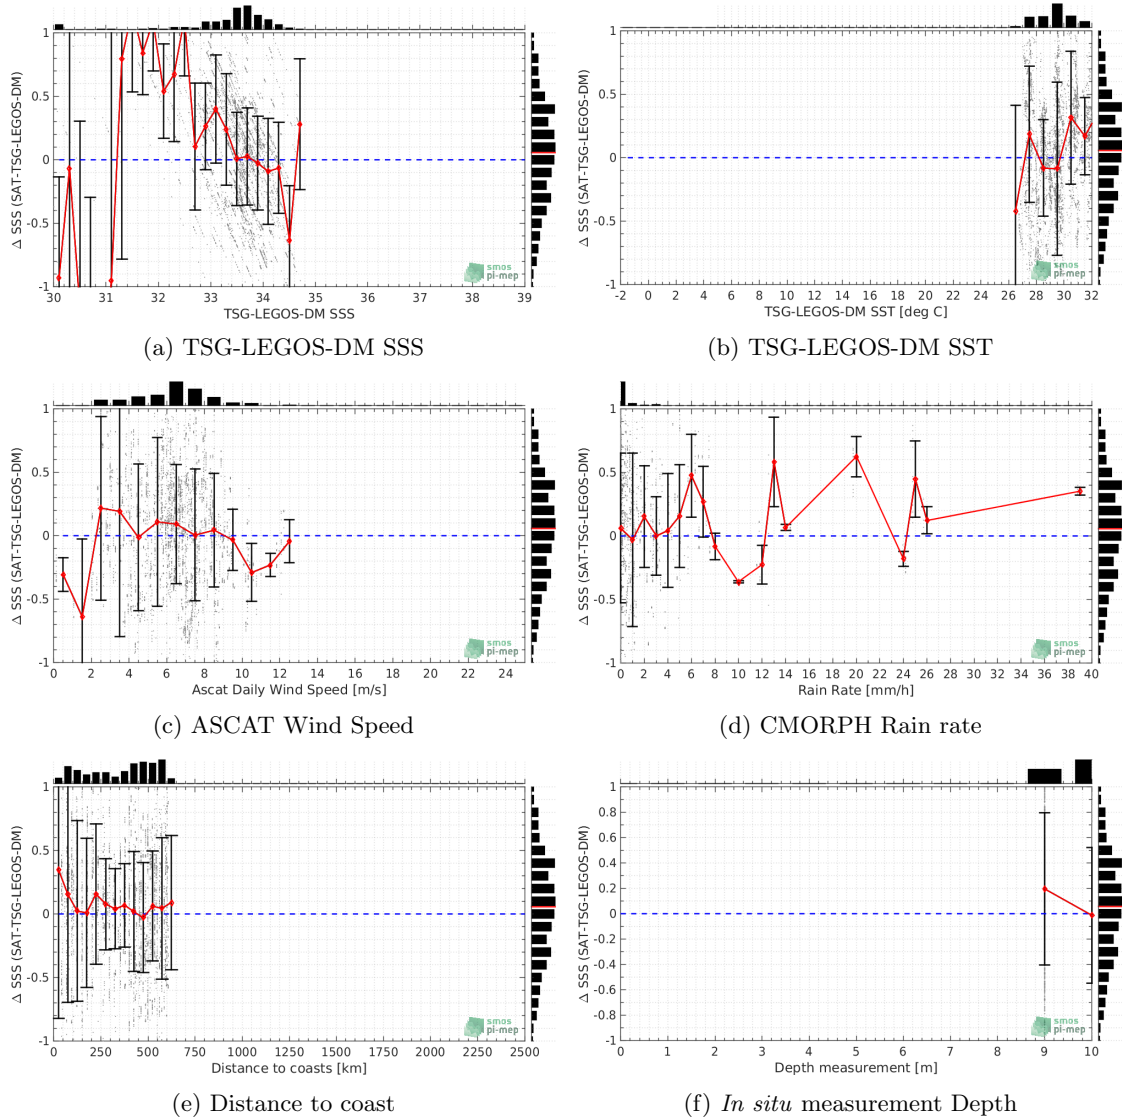 1
0.5
0
-0.5
-1
Δ SSS (SAT-TSG-LEGOS-DM)
30 31 32 33 34 35 36 37 38 39
TSG-LEGOS-DM SSS
smos
pi-mep
(a) TSG-LEGOS-DM SSS
1
0.5
0
-0.5
-1
Δ SSS (SAT-TSG-LEGOS-DM)
-2 0 2 4 6 8 10 12 14 16 18 20 22 24 26 28 30 32
TSG-LEGOS-DM SST [deg C]
smos
pi-mep
(b) TSG-LEGOS-DM SST
1
0.5
0
-0.5
-1
Δ SSS (SAT-TSG-LEGOS-DM)
0 2 4 6 8 10 12 14 16 18 20 22 24
Ascat Daily Wind Speed [m/s]
smos
pi-mep
(c) ASCAT Wind Speed
1
0.5
0
-0.5
-1
Δ SSS (SAT-TSG-LEGOS-DM)
0 2 4 6 8 10 12 14 16 18 20 22 24 26 28 30 32 34 36 38 40
Rain Rate [mm/h]
smos
pi-mep
(d) CMORPH Rain rate
1
0.5
0
-0.5
-1
Δ SSS (SAT-TSG-LEGOS-DM)
0 250 500 750 1000 1250 1500 1750 2000 2250 2500
Distance to coasts [km]
smos
pi-mep
(e) Distance to coast
1
0.8
0.6
0.4
0.2
0
-0.2
-0.4
-0.6
-0.8
-1
Δ SSS (SAT-TSG-LEGOS-DM)
0 1 2 3 4 5 6 7 8 9 10
Depth measurement [m]
smos
pi-mep
(f) In situ measurement Depth